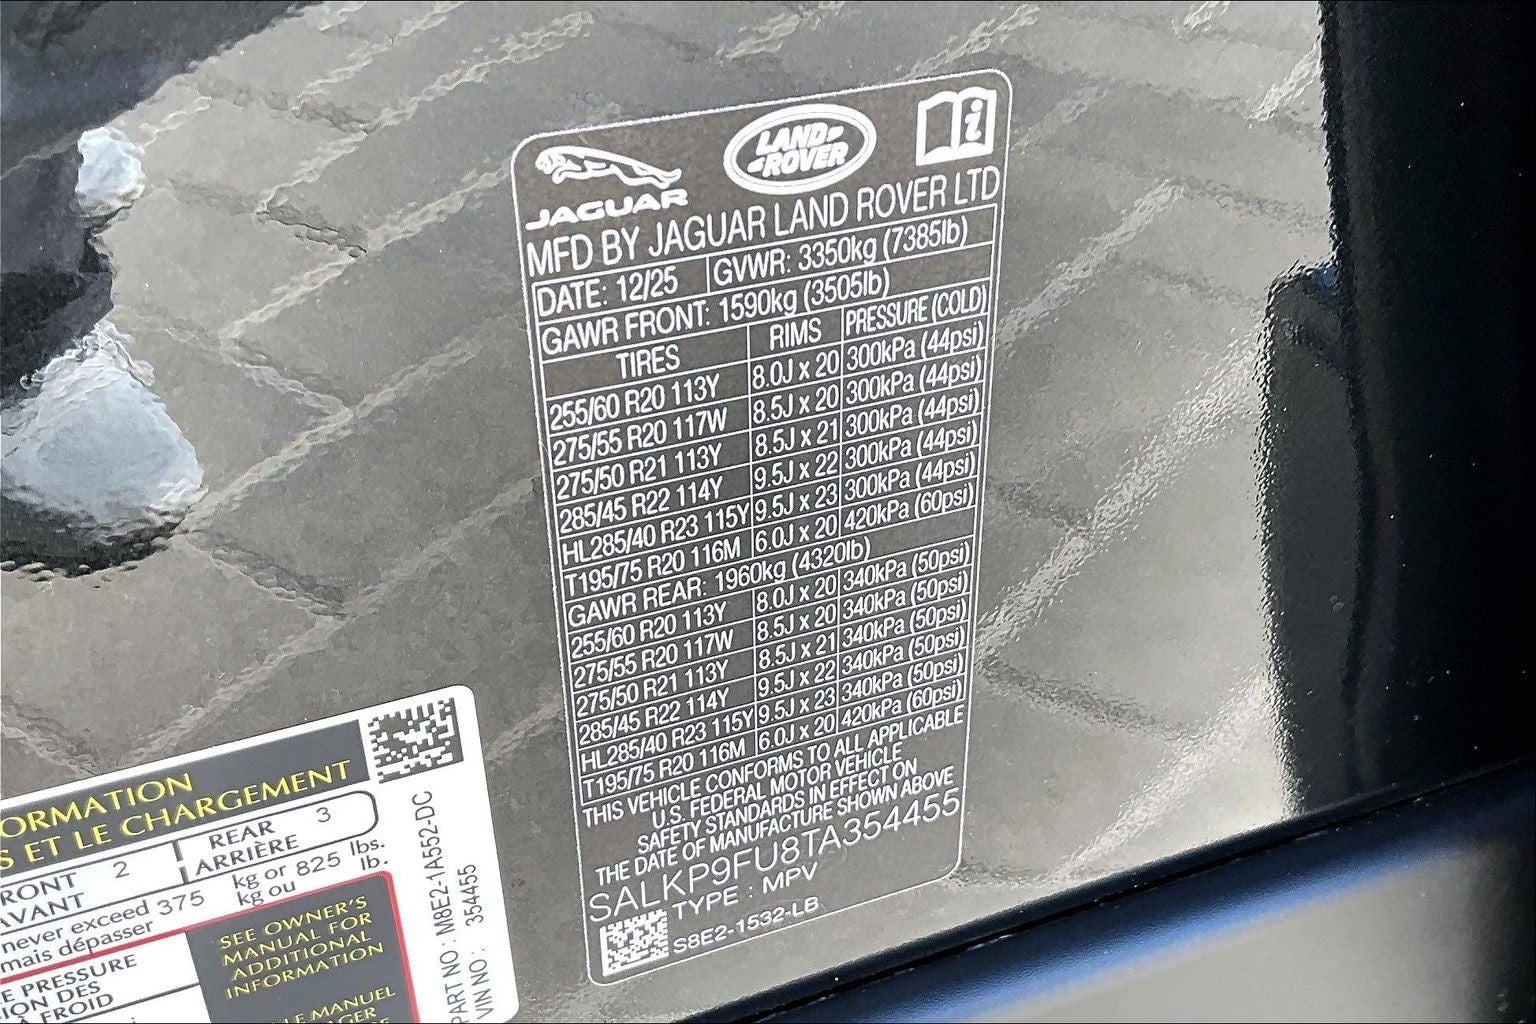 JAGUAR
LAND-
-ROVER
i
MFD BY JAGUAR LAND ROVER LTD
DATE: 12/25 GVWR: 3350kg (7385lb)
GAWR FRONT: 1590kg (3505lb)
TIRES RIMS PRESSURE (COLD)
255/60 R20 113Y 8.0J x 20 300kPa (44psi)
275/55 R20 117W 8.5J x 20 300kPa (44psi)
275/50 R21 113Y 8.5J x 21 300kPa (44psi)
285/45 R22 114Y 9.5J x 22 300kPa (44psi)
HL285/40 R23 115Y 9.5J x 23 300kPa (44psi)
T195/75 R20 116M 6.0J x 20 420kPa (60psi)
GAWR REAR: 1960kg (4320lb)
255/60 R20 113Y 8.0J x 20 340kPa (50psi)
275/55 R20 117W 8.5J x 20 340kPa (50psi)
275/50 R21 113Y 8.5J x 21 340kPa (50psi)
285/45 R22 114Y 9.5J x 22 340kPa (50psi)
HL285/40 R23 115Y 9.5J x 23 340kPa (50psi)
T195/75 R20 116M 6.0J x 20 420kPa (60psi)
THIS VEHICLE CONFORMS TO ALL APPLICABLE
U.S. FEDERAL MOTOR VEHICLE
SAFETY STANDARDS IN EFFECT ON
THE DATE OF MANUFACTURE SHOWN ABOVE
SALKP9FU8TA354455
TYPE : MPV
S8E2-1532-LB
ORMATION
S ET LE CHARGEMENT
FRONT 2 REAR 3
AVANT ARRIÈRE
never exceed 375 kg or 825 lbs.
mais dépasser kg ou lb.
E PRESSURE
ION DES
À FROID
SEE OWNER'S
MANUAL FOR
ADDITIONAL
INFORMATION
LE MANUEL
PART NO : M8E2-1A552-DC
VIN NO : 354455